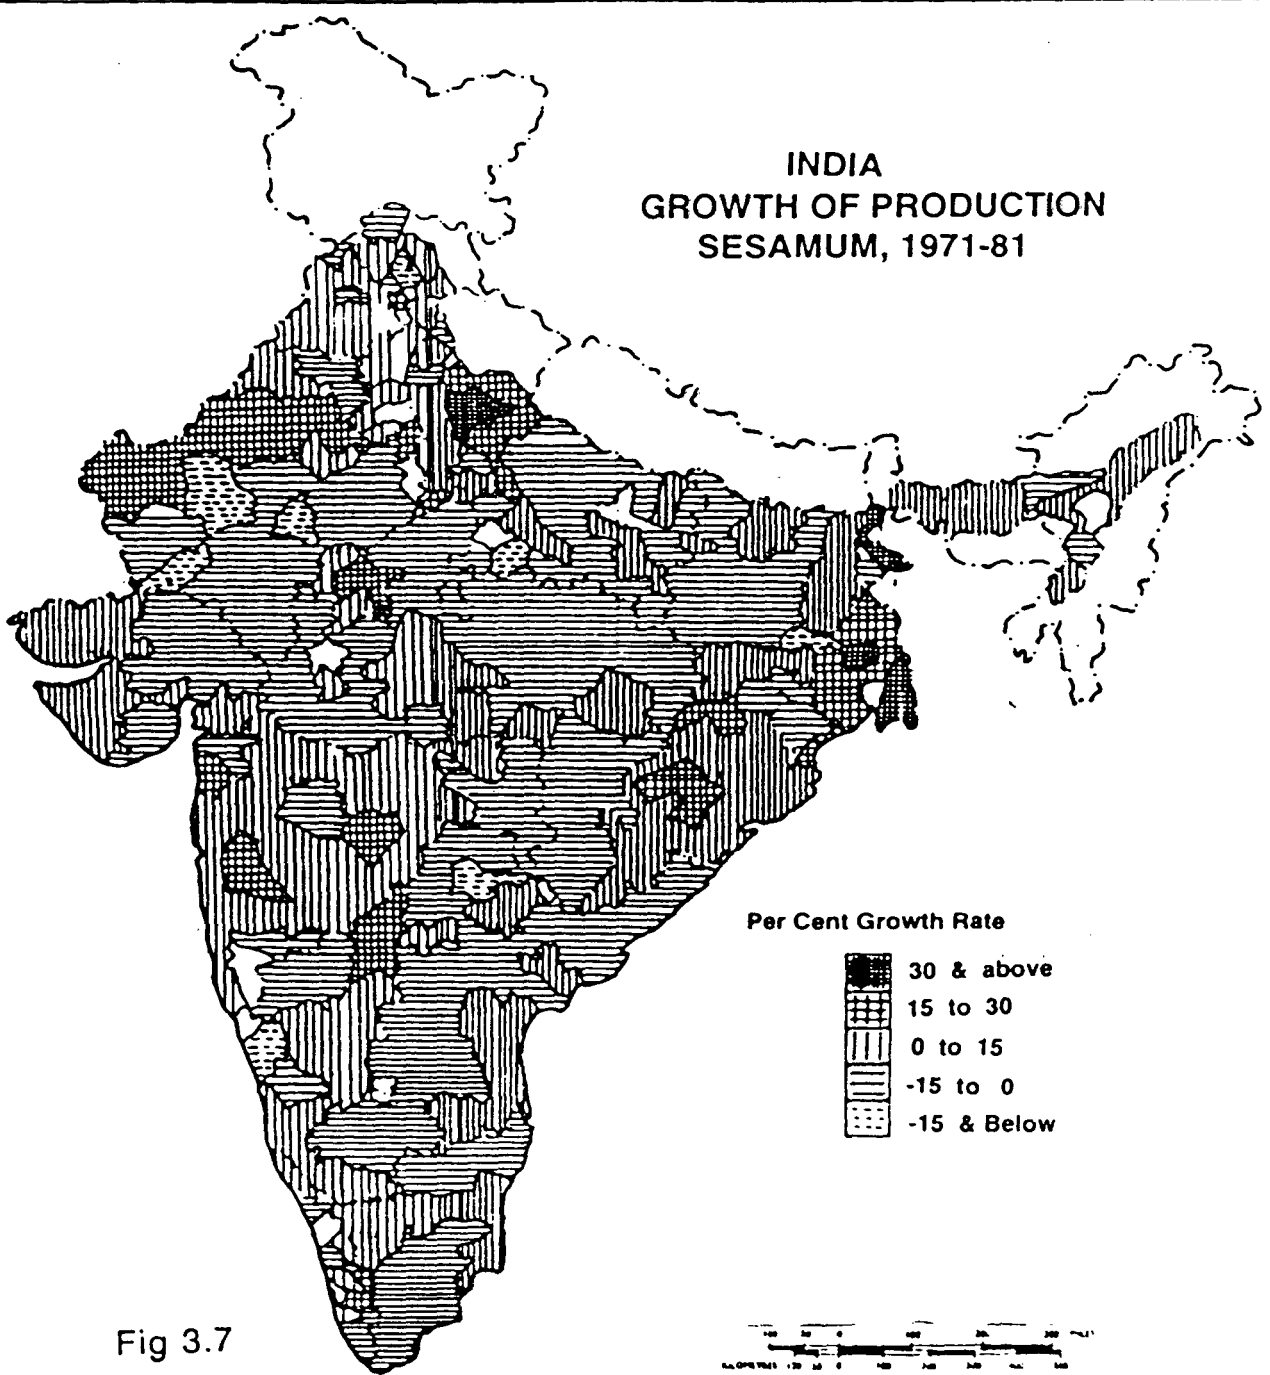 INDIA
GROWTH OF PRODUCTION
SESAMUM, 1971-81
Per Cent Growth Rate
30 & above
15 to 30
0 to 15
-15 to 0
-15 & Below
Fig 3.7